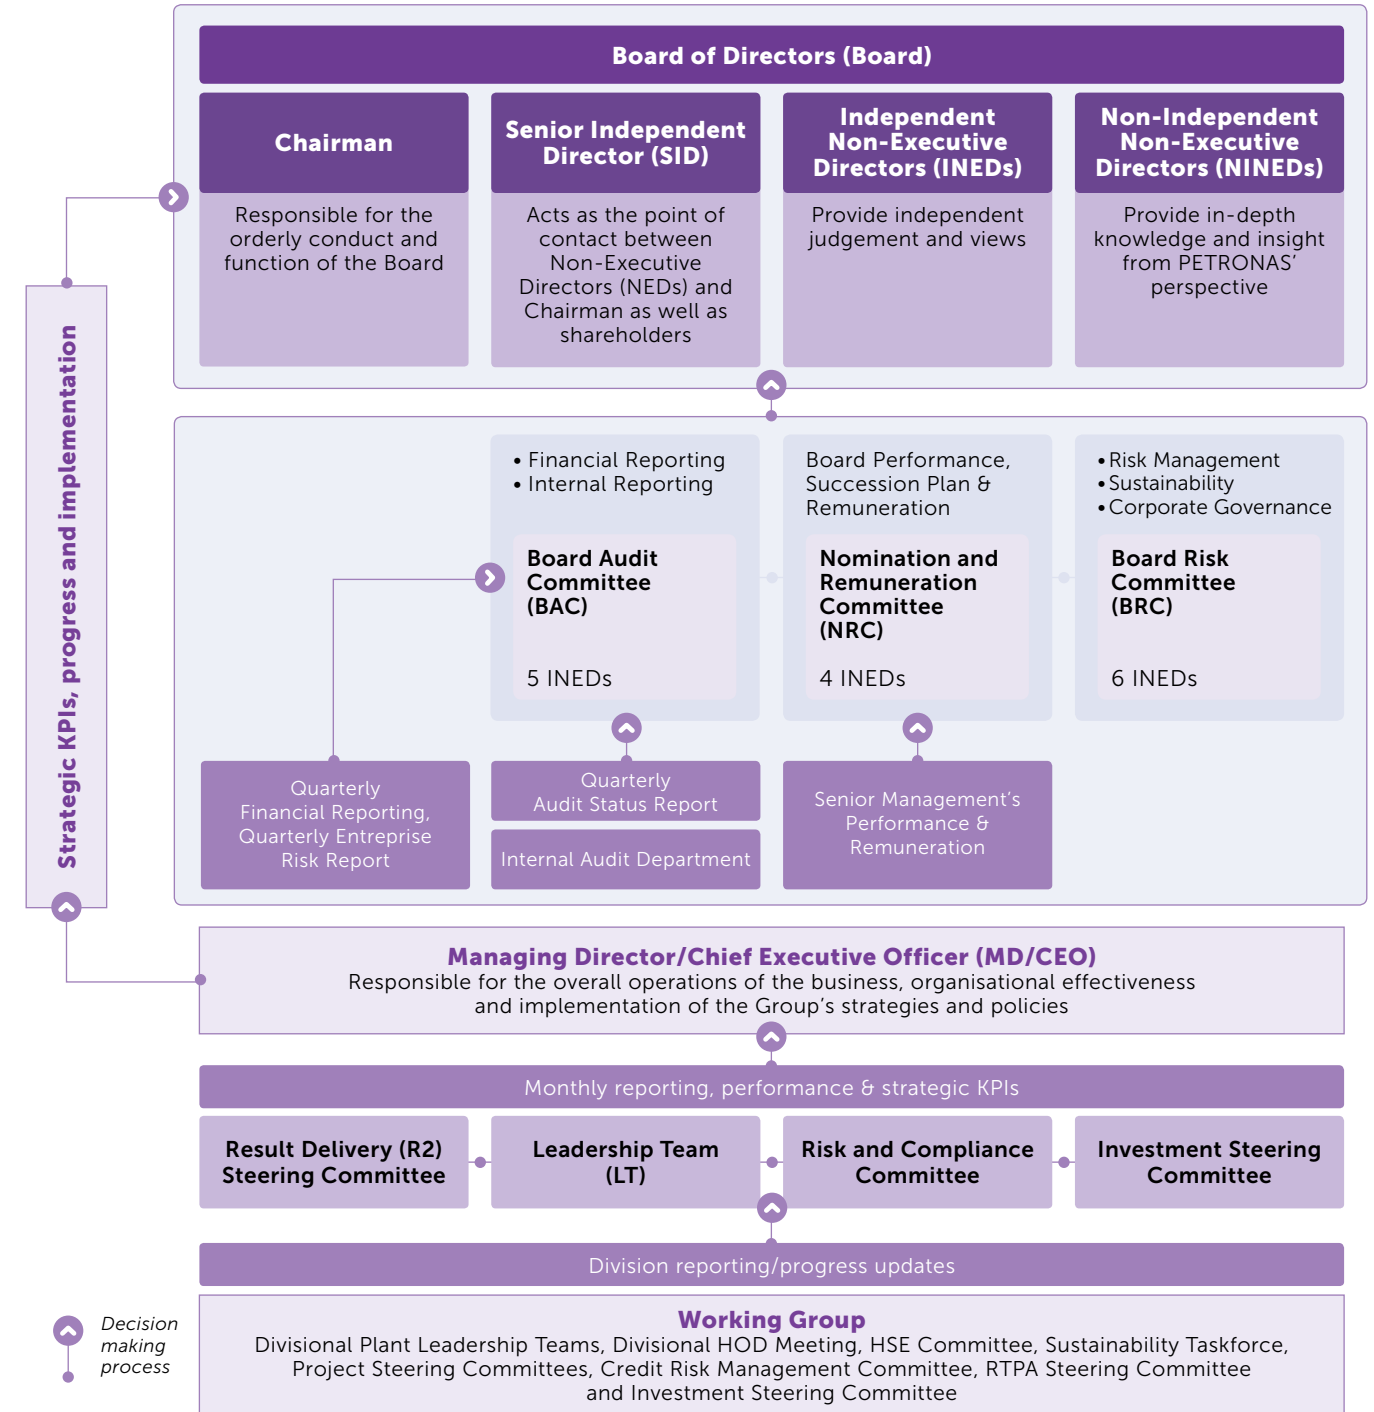 Board of Directors (Board)
Chairman
Responsible for the
orderly conduct and
function of the Board
Senior Independent
Director (SID)
Acts as the point of
contact between
Non-Executive
Directors (NEDs) and
Chairman as well as
shareholders
Independent
Non-Executive
Directors (INEDs)
Provide independent
judgement and views
Non-Independent
Non-Executive
Directors (NINEDs)
Provide in-depth
knowledge and insight
from PETRONAS’
perspective
Strategic KPIs, progress and implementation
• Financial Reporting
• Internal Reporting
Board Audit
Committee
(BAC)
5 INEDs
Board Performance,
Succession Plan &
Remuneration
Nomination and
Remuneration
Committee
(NRC)
4 INEDs
• Risk Management
• Sustainability
• Corporate Governance
Board Risk
Committee
(BRC)
6 INEDs
Quarterly
Financial Reporting,
Quarterly Entreprise
Risk Report
Quarterly
Audit Status Report
Internal Audit Department
Senior Management’s
Performance &
Remuneration
Managing Director/Chief Executive Officer (MD/CEO)
Responsible for the overall operations of the business, organisational effectiveness
and implementation of the Group’s strategies and policies
Monthly reporting, performance & strategic KPIs
Result Delivery (R2)
Steering Committee
Leadership Team
(LT)
Risk and Compliance
Committee
Investment Steering
Committee
Division reporting/progress updates
Working Group
Divisional Plant Leadership Teams, Divisional HOD Meeting, HSE Committee, Sustainability Taskforce,
Project Steering Committees, Credit Risk Management Committee, RTPA Steering Committee
and Investment Steering Committee
Decision
making
process